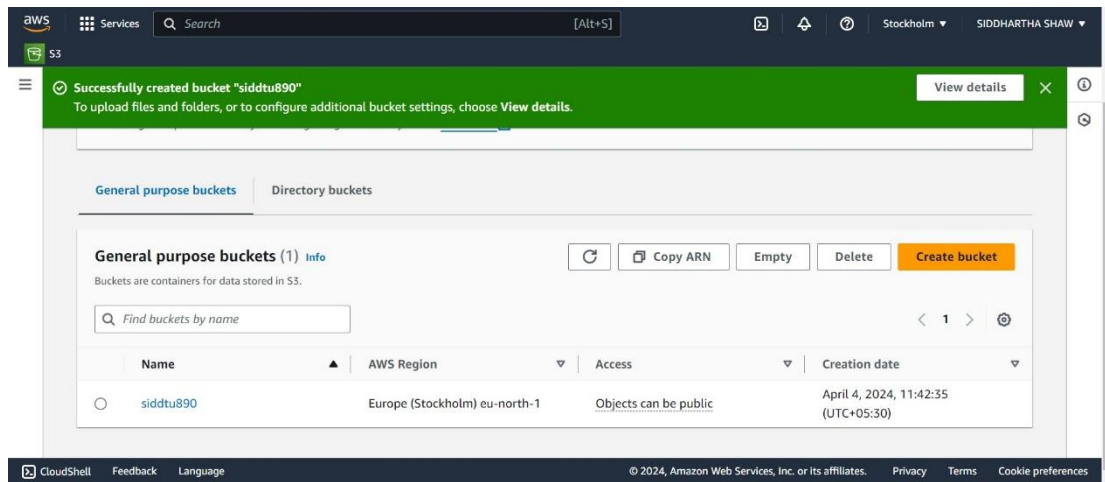 aws Services Search [Alt+S] Stockholm ▼ SIDDHARTHA SHAW ▼
S3
Successfully created bucket "siddtu890"
View details
To upload files and folders, or to configure additional bucket settings, choose View details.
General purpose buckets Directory buckets
General purpose buckets (1) Info
Copy ARN Empty Delete Create bucket
Buckets are containers for data stored in S3.
Find buckets by name
< 1 >
Name ▲ AWS Region ▽ Access ▽ Creation date ▽
siddtu890 Europe (Stockholm) eu-north-1 Objects can be public April 4, 2024, 11:42:35
(UTC+05:30)
CloudShell Feedback Language © 2024, Amazon Web Services, Inc. or its affiliates. Privacy Terms Cookie preferences